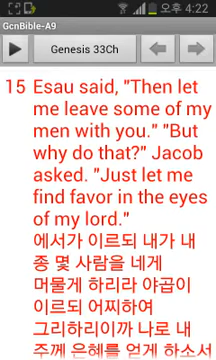 오후 4:22
GcnBible-A9
Genesis 33Ch
15 Esau said, "Then let
me leave some of my
men with you." "But
why do that?" Jacob
asked. "Just let me
find favor in the eyes
of my lord."
에서가 이르되 내가 내
종 몇 사람을 네게
머물게 하리라 야곱이
이르되 어찌하여
그리하리이까 나로 내
주께 은혜를 얻게 하소서